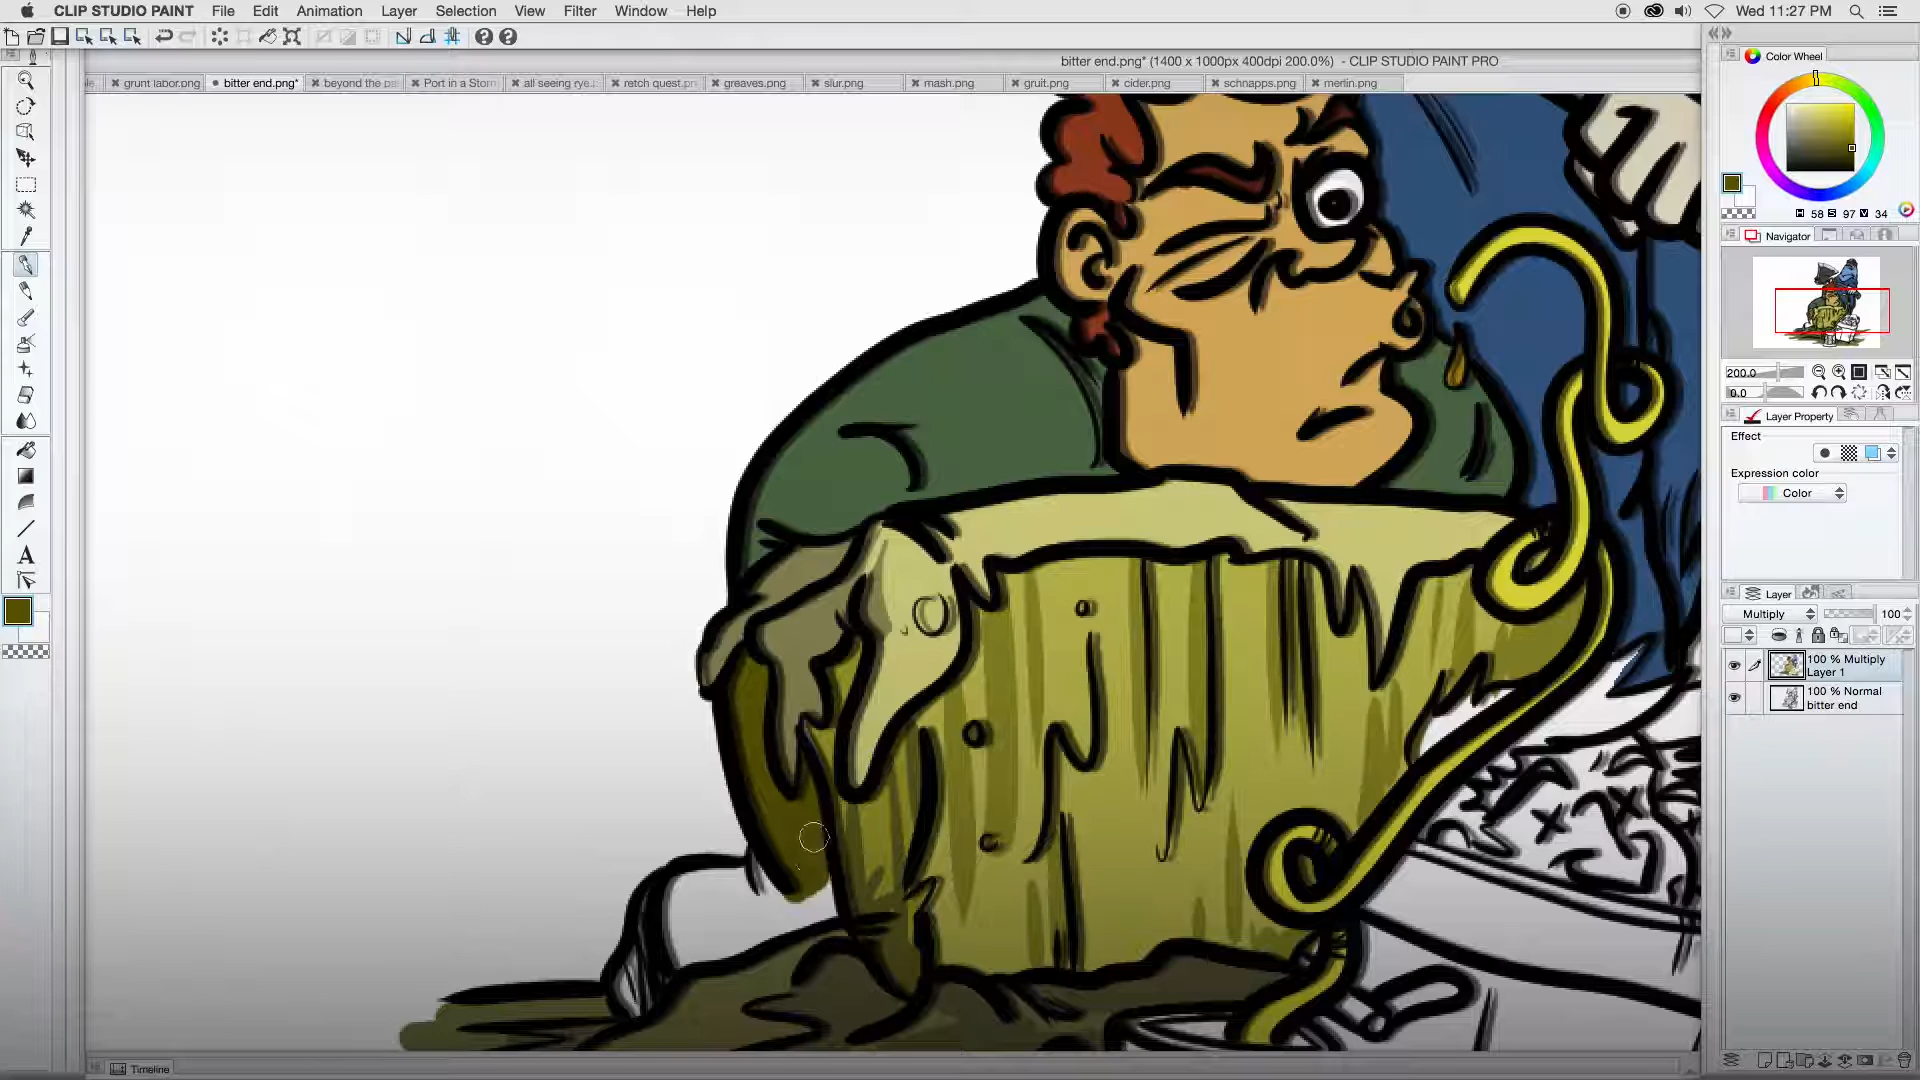 CLIP STUDIO PAINT File Edit Animation Layer Selection View Filter Window Help Wed 11:27 PM
bitter end.png* (1400 x 1000px 400dpi 200.0%) - CLIP STUDIO PAINT PRO
grunt labor.png bitter end.png* beyond the pa Port in a Storm all seeing rye. retch quest.pn greaves.png slur.png mash.png gruit.png cider.png schnapps.png merlin.png
Color Wheel
H 58 S 97 V 34
Navigator
200.0
0.0
Layer Property
Effect
Expression color
Color
Layer
Multiply 100
100 % Multiply
Layer 1
100 % Normal
bitter end
Timeline